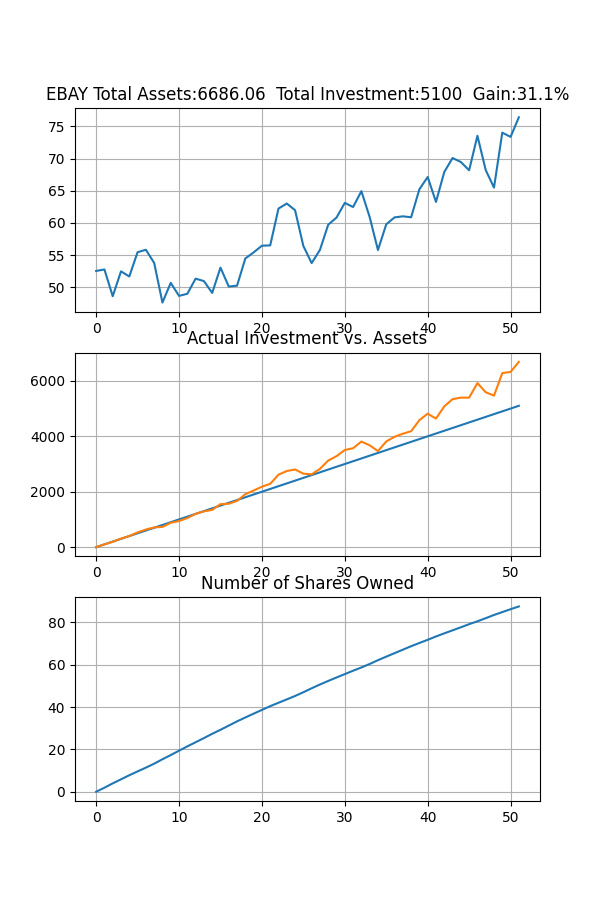 EBAY Total Assets:6686.06  Total Investment:5100  Gain:31.1%
75
70
65
60
55
50
0 10 20 30 40 50
Actual Investment vs. Assets
6000
4000
2000
0
0 10 20 30 40 50
Number of Shares Owned
80
60
40
20
0
0 10 20 30 40 50